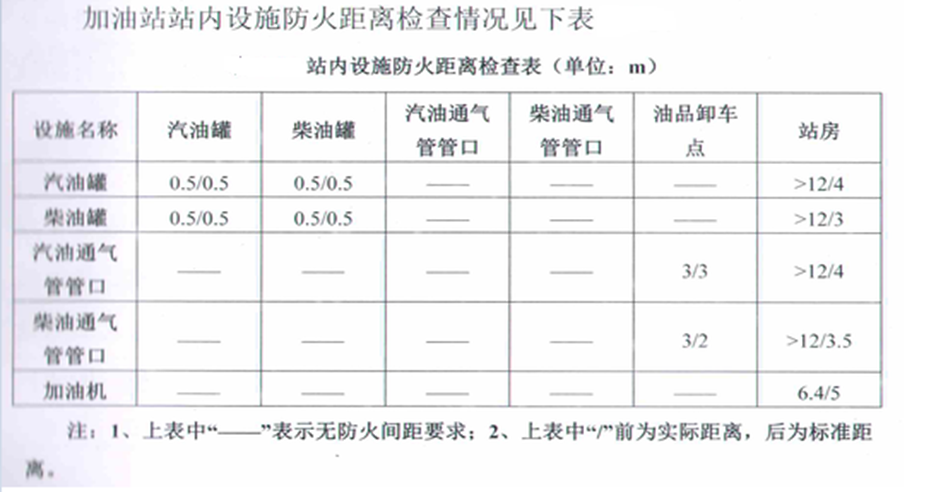 加油站站内设施防火距离检查情况见下表
站内设施防火距离检查表（单位：m）
设施名称 汽油罐 柴油罐 汽油通气管管口 柴油通气管管口 油品卸车点 站房
汽油罐 0.5/0.5 0.5/0.5 —— —— —— >12/4
柴油罐 0.5/0.5 0.5/0.5 —— —— —— >12/3
汽油通气管管口 —— —— —— —— 3/3 >12/4
柴油通气管管口 —— —— —— —— 3/2 >12/3.5
加油机 —— —— —— —— —— 6.4/5
注：1、上表中“——”表示无防火间距要求；2、上表中“/”前为实际距离，后为标准距
离。